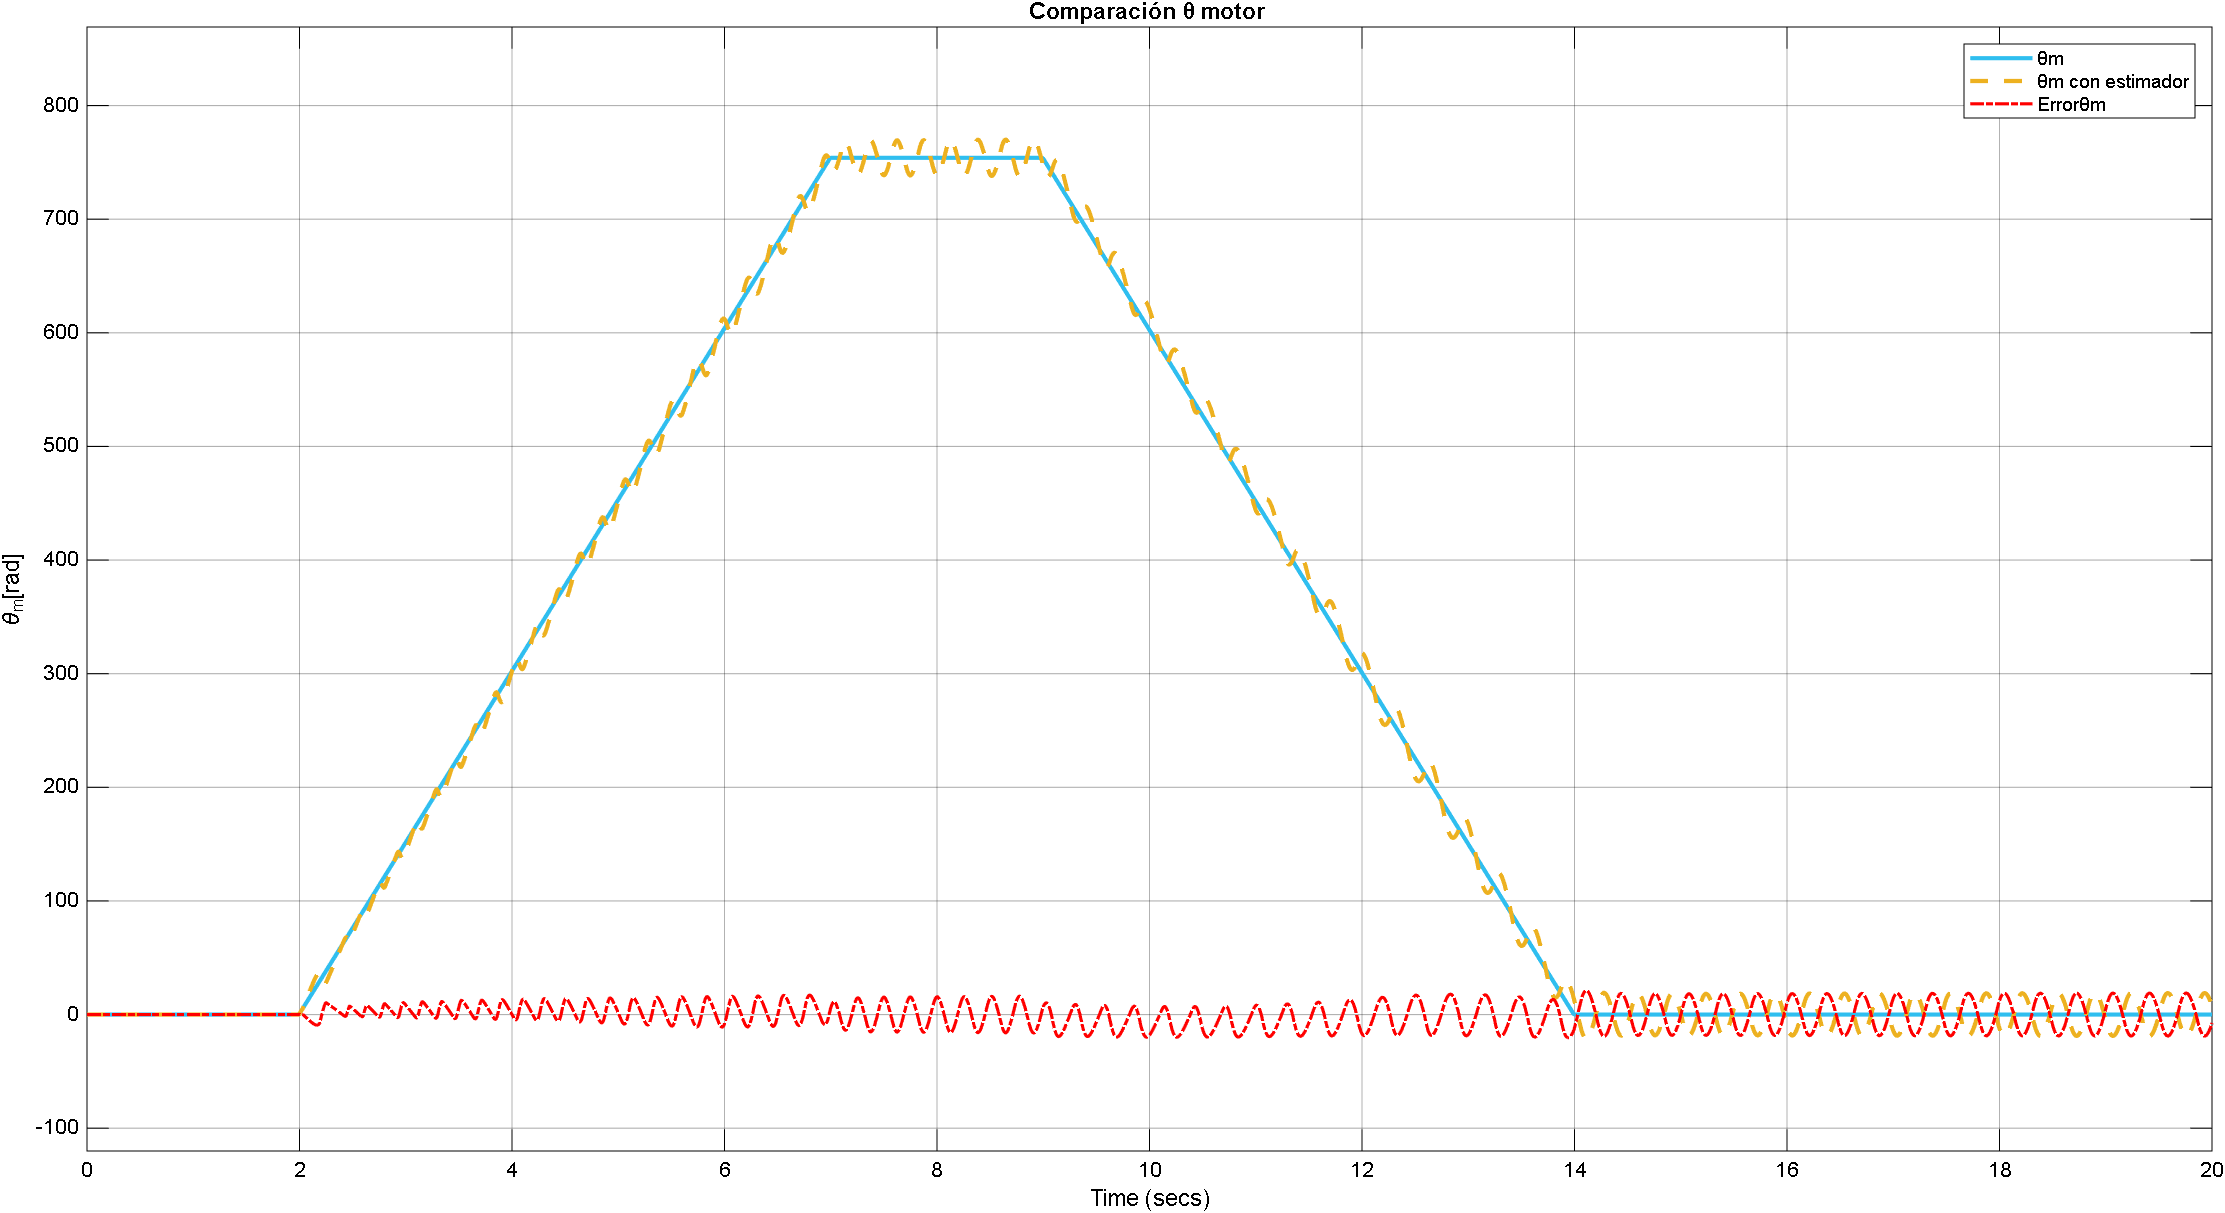 Comparación θ motor
θm
θm con estimador
Errorθm
800
700
600
500
400
300
200
100
0
-100
θm[rad]
0 2 4 6 8 10 12 14 16 18 20
Time (secs)